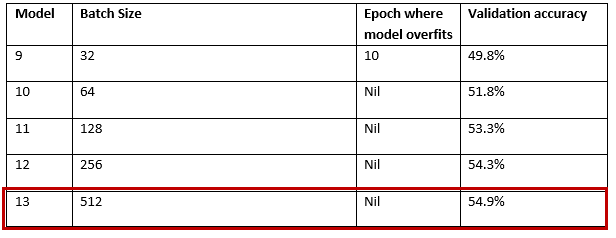 Model Batch Size Epoch where Validation accuracy
model overfits
9 32 10 49.8%
10 64 Nil 51.8%
11 128 Nil 53.3%
12 256 Nil 54.3%
13 512 Nil 54.9%